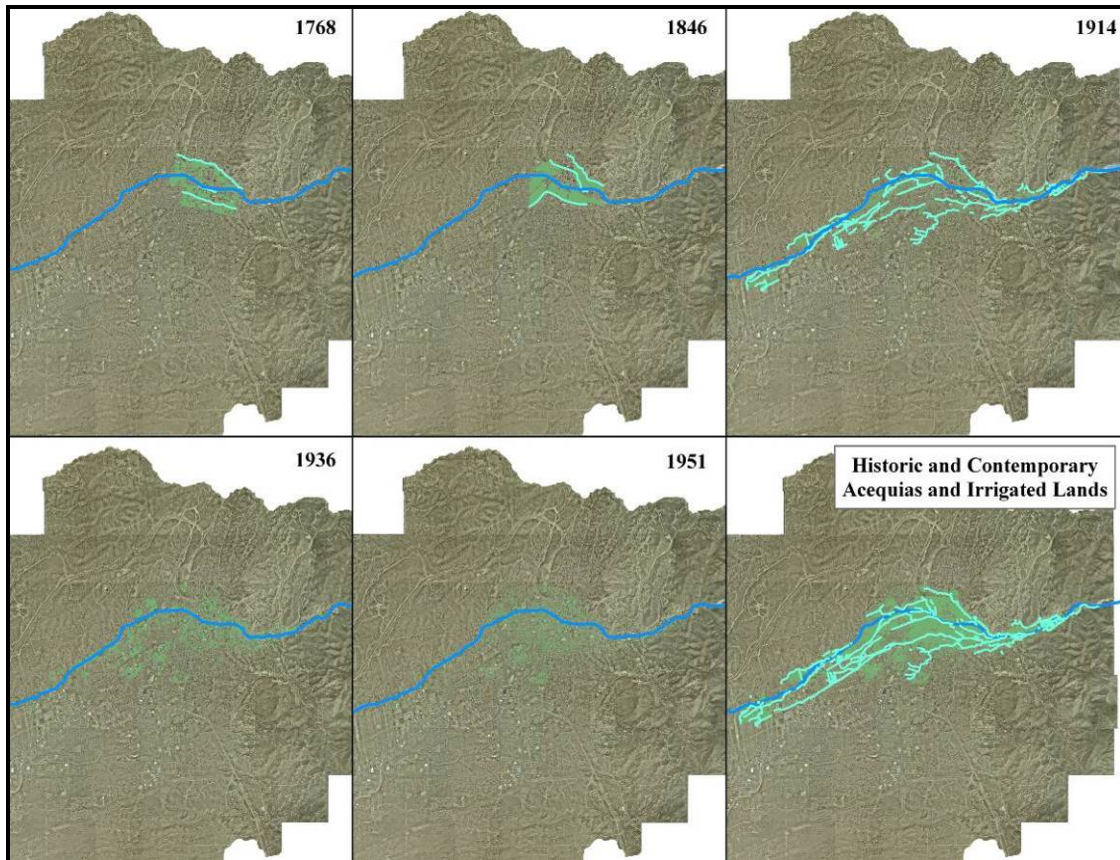 1768
1846
1914
1936
1951
Historic and Contemporary
Acequias and Irrigated Lands